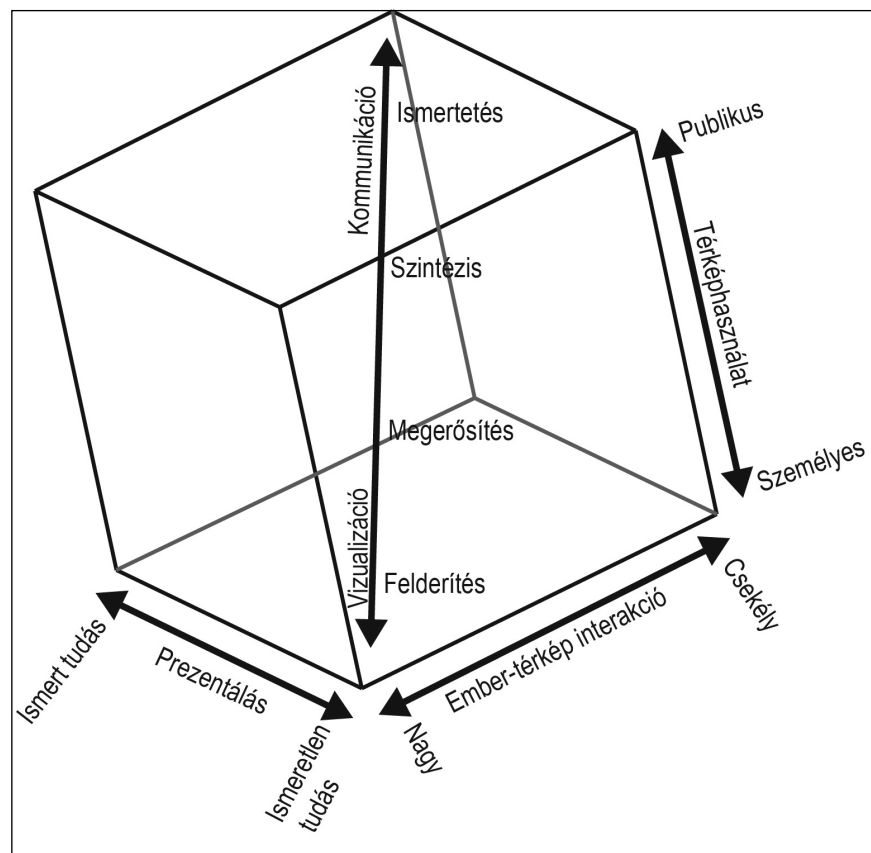 Kommunikáció
Ismertetés
Publikus
Szintézis
Térképhasználat
Megerősítés
Személyes
Vizualizáció
Felderítés
Csekély
Ember-térkép interakció
Ismert tudás
Prezentálás
Nagy
Ismeretlen
tudás